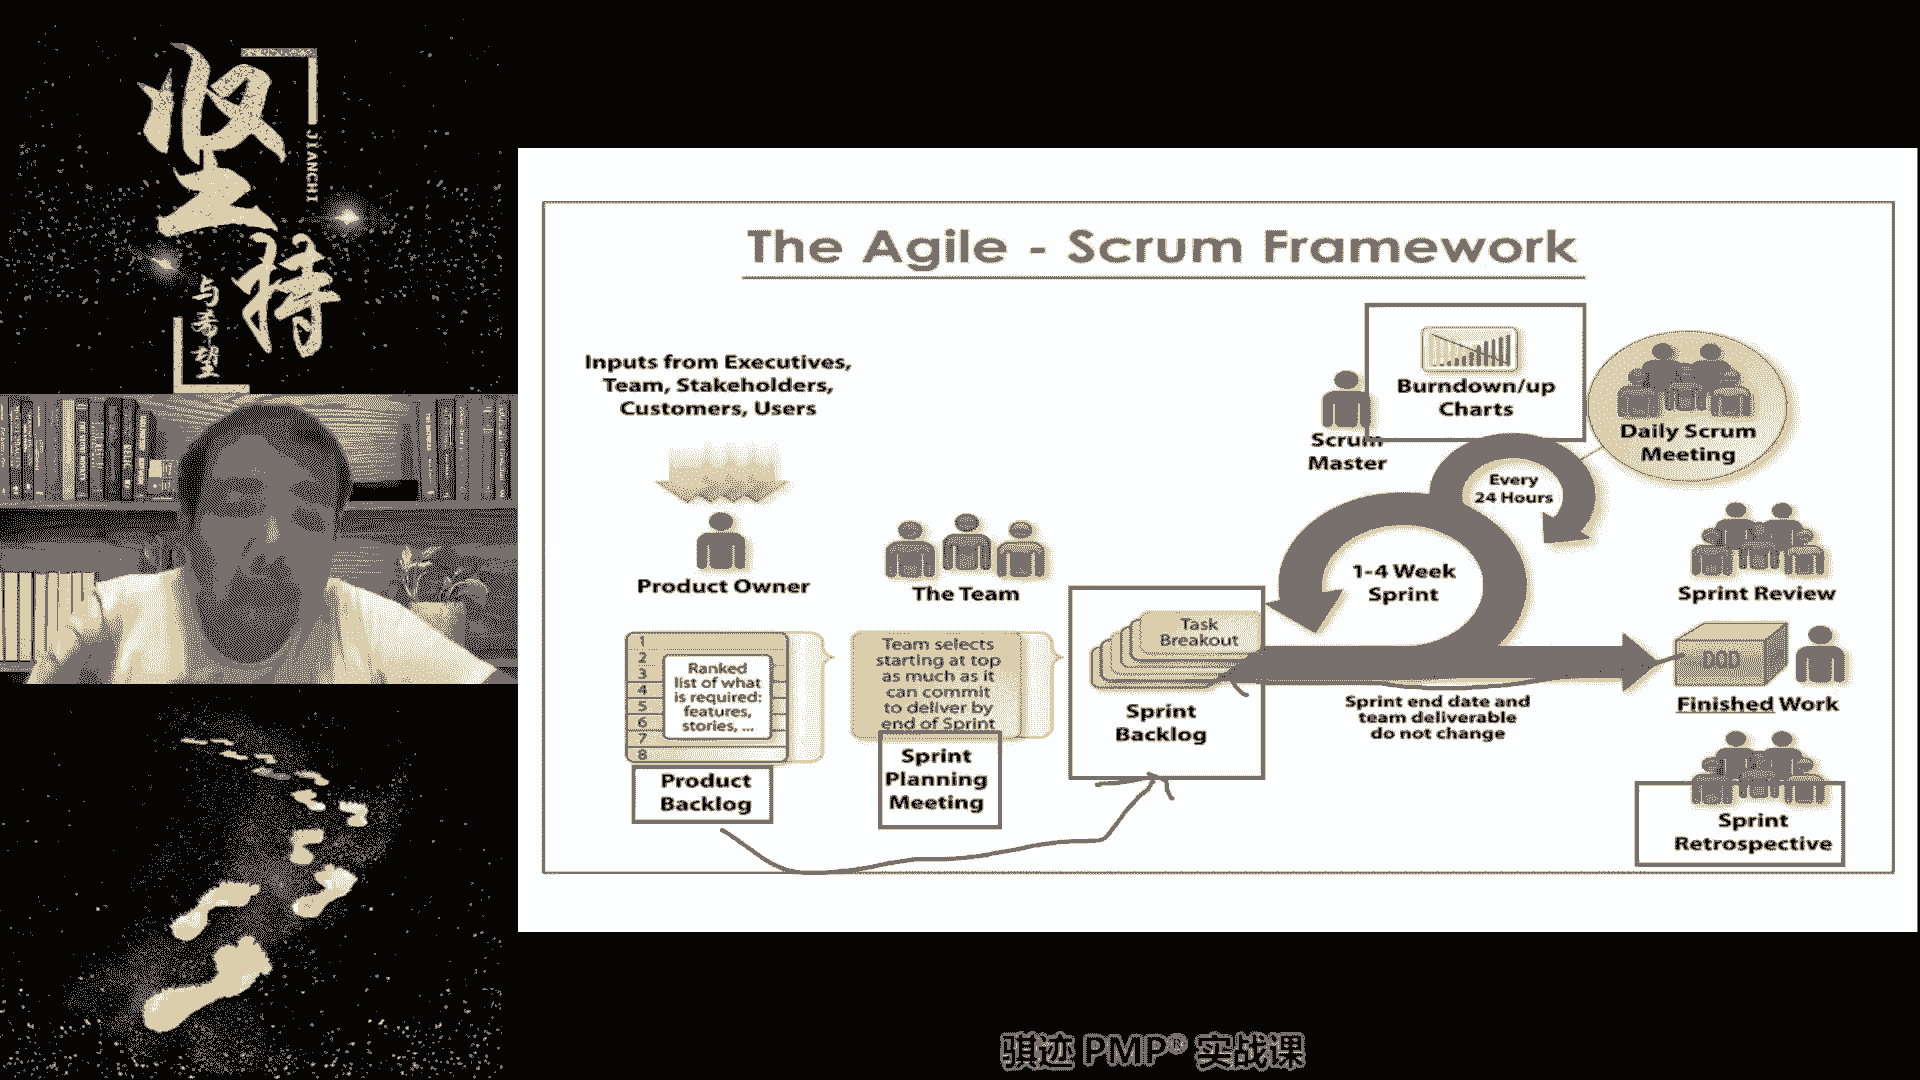 坚持
JIANCHI
与希望
The Agile - Scrum Framework
Inputs from Executives,
Team, Stakeholders,
Customers, Users
Product Owner
The Team
1
2
3
4
5
6
7
8
Ranked
list of what
is required:
features,
stories, ...
Product
Backlog
Team selects
starting at top
as much as it
can commit
to deliver by
end of Sprint
Sprint
Planning
Meeting
Task
Breakout
Sprint
Backlog
Scrum
Master
Burndown/up
Charts
Every
24 Hours
Daily Scrum
Meeting
1-4 Week
Sprint
Sprint end date and
team deliverable
do not change
Sprint Review
DOD
Finished Work
Sprint
Retrospective
骐迹 PMP® 实战课